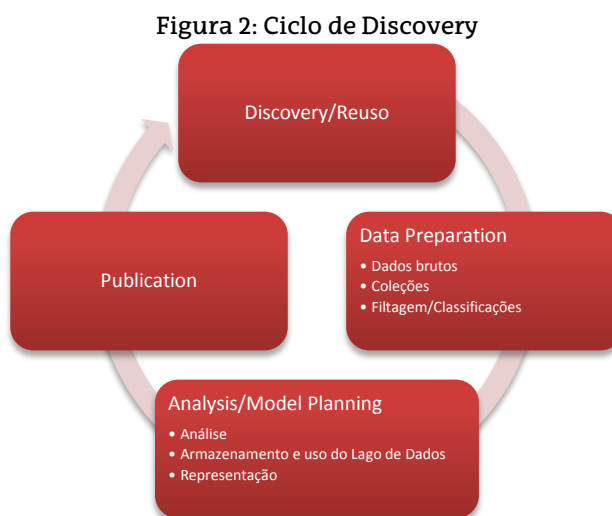 Figura 2: Ciclo de Discovery
Discovery/Reuso
Data Preparation
• Dados brutos
• Coleções
• Filtagem/Classificações
Analysis/Model Planning
• Análise
• Armazenamento e uso do Lago de Dados
• Representação
Publication